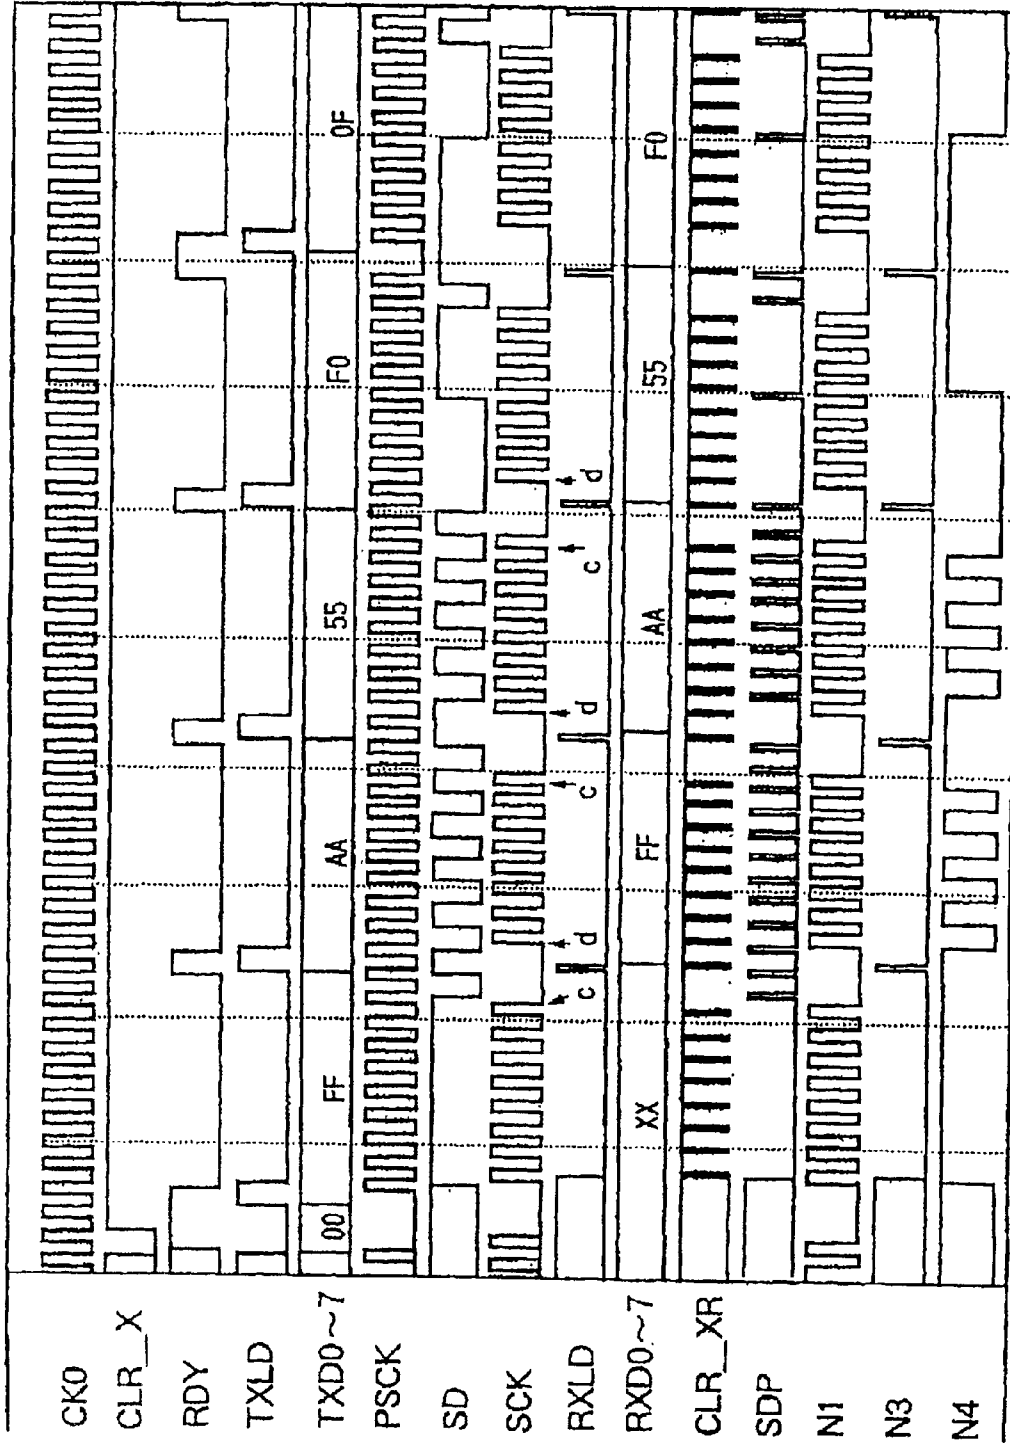 CK0
CLR_X
RDY
TXLD
TXD0~7 00 FF AA 55 F0 0F
PSCK
SD
SCK
c d c d c d
RXLD
RXD0~7 XX FF AA 55 F0
CLR_XR
SDP
N1
N3
N4